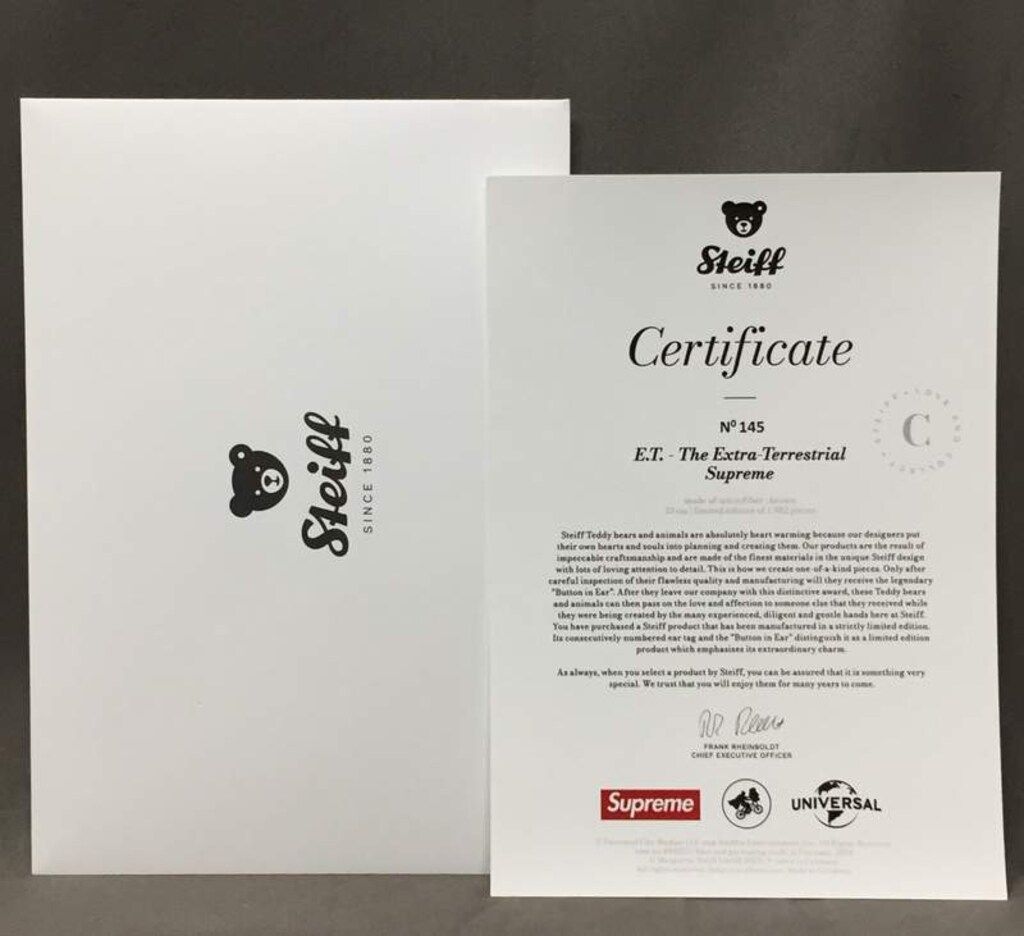 Steiff
SINCE 1880
Steiff
SINCE 1880
Certificate
Nº 145
E.T. - The Extra-Terrestrial
Supreme
C
Steiff Teddy bears and animals are absolutely heart warming because our designers put
their own hearts and souls into planning and creating them. Our products are the result of
impeccable craftsmanship and are made of the finest materials in the unique Steiff design
with lots of loving attention to detail. This is how we create one-of-a-kind pieces. Only after
careful inspection of their flawless quality and manufacturing will they receive the legendary
"Button in Ear". After they leave our company with this distinctive award, these Teddy bears
and animals can then pass on the love and affection to someone else that they received while
they were being created by the many experienced, diligent and gentle hands here at Steiff.
You have purchased a Steiff product that has been manufactured in a strictly limited edition.
Its consecutively numbered ear tag and the "Button in Ear" distinguish it as a limited edition
product which emphasises its extraordinary charm.
As always, when you select a product by Steiff, you can be assured that it is something very
special. We trust that you will enjoy them for many years to come.
FRANK RHEINBOLDT
CHIEF EXECUTIVE OFFICER
Supreme
UNIVERSAL